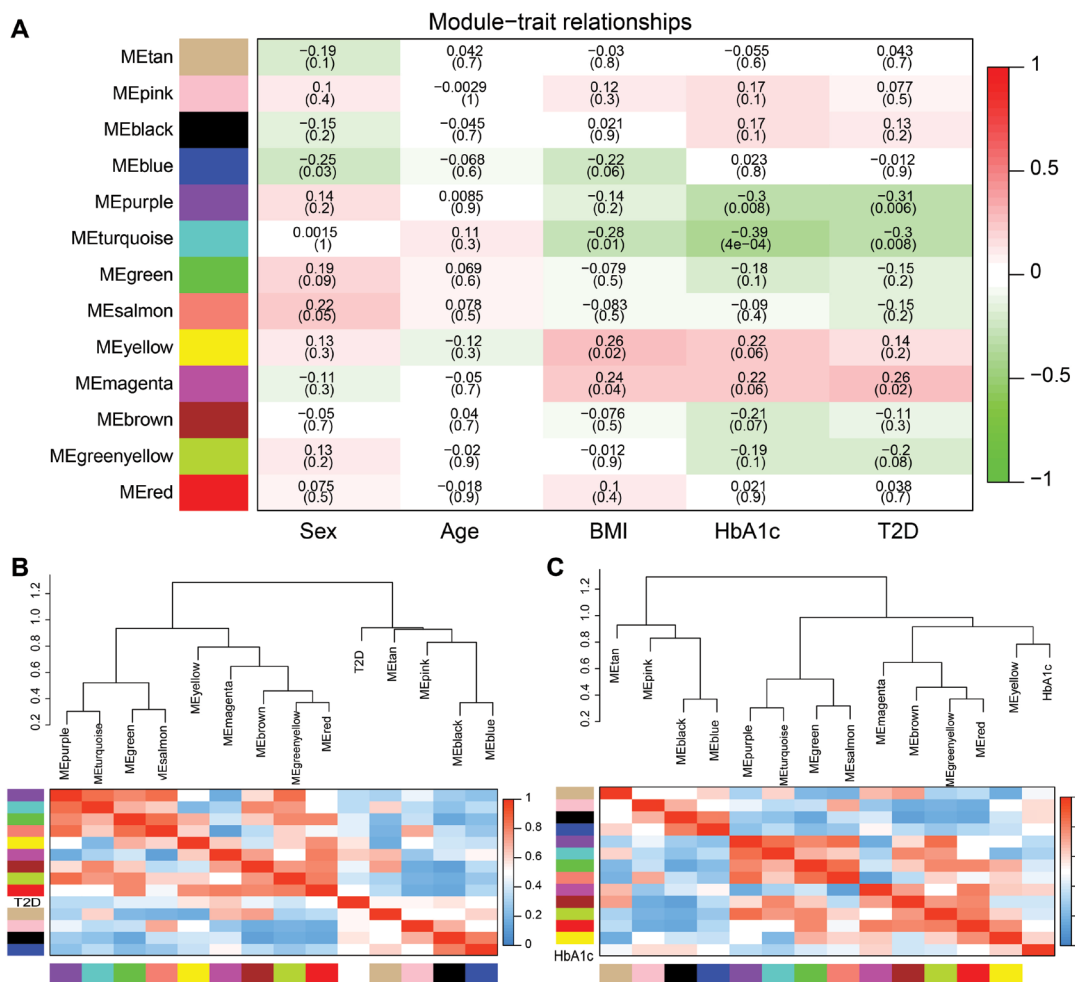 A
Module−trait relationships
MEtan
−0.19 0.042 −0.03 −0.055 0.043
(0.1) (0.7) (0.8) (0.6) (0.7)
MEpink
0.1 −0.0029 0.12 0.17 0.077
(0.4) (1) (0.3) (0.1) (0.5)
MEblack
−0.15 −0.045 0.021 0.17 0.13
(0.2) (0.7) (0.9) (0.1) (0.2)
MEblue
−0.25 −0.068 −0.22 0.023 −0.012
(0.03) (0.6) (0.06) (0.8) (0.9)
MEpurple
0.14 0.0085 −0.14 −0.3 −0.31
(0.2) (0.9) (0.2) (0.008) (0.006)
MEturquoise
0.0015 0.11 −0.28 −0.39 −0.3
(1) (0.3) (0.01) (4e−04) (0.008)
MEgreen
0.19 0.069 −0.079 −0.18 −0.15
(0.09) (0.6) (0.5) (0.1) (0.2)
MEsalmon
0.22 0.078 −0.083 −0.09 −0.15
(0.05) (0.5) (0.5) (0.4) (0.2)
MEyellow
0.13 −0.12 0.26 0.22 0.14
(0.3) (0.3) (0.02) (0.06) (0.2)
MEmagenta
−0.11 −0.05 0.24 0.22 0.26
(0.3) (0.7) (0.04) (0.06) (0.02)
MEbrown
−0.05 0.04 −0.076 −0.21 −0.11
(0.7) (0.7) (0.5) (0.07) (0.3)
MEgreenyellow
0.13 −0.02 −0.012 −0.19 −0.2
(0.2) (0.9) (0.9) (0.1) (0.08)
MEred
0.075 −0.018 0.1 0.021 0.038
(0.5) (0.9) (0.4) (0.9) (0.7)
Sex Age BMI HbA1c T2D
1
0.5
0
−0.5
−1
B
1.2
1.0
0.8
0.6
0.4
0.2
MEpurple
MEturquoise
MEgreen
MEsalmon
MEyellow
MEmagenta
MEbrown
MEgreenyellow
MEred
T2D
MEtan
MEpink
MEblack
MEblue
T2D
1
0.8
0.6
0.4
0.2
0
C
1.2
1.0
0.8
0.6
0.4
0.2
MEtan
MEpink
MEblack
MEblue
MEpurple
MEturquoise
MEgreen
MEsalmon
MEmagenta
MEbrown
MEgreenyellow
MEred
MEyellow
HbA1c
HbA1c